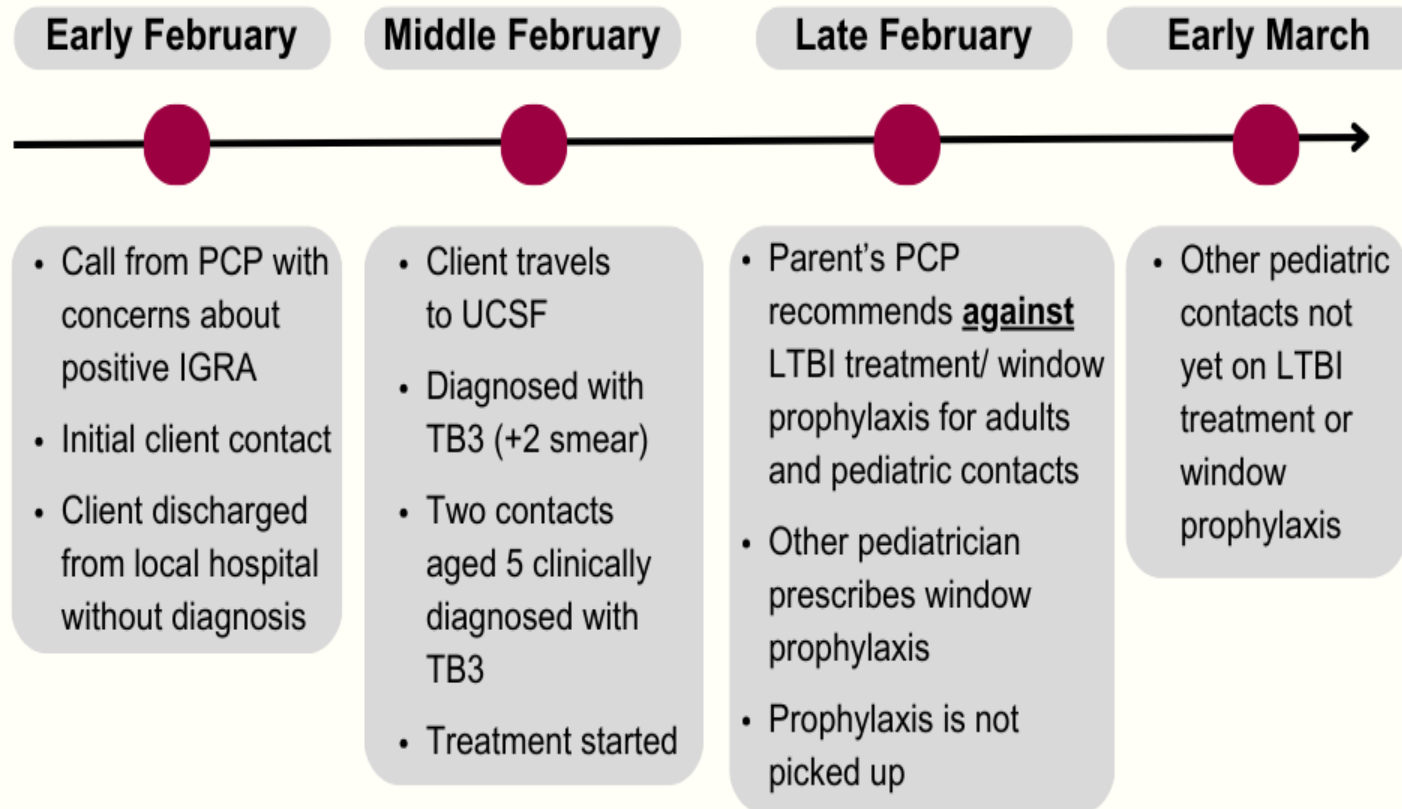 Early February
• Call from PCP with
concerns about
positive IGRA
• Initial client contact
• Client discharged
from local hospital
without diagnosis
Middle February
• Client travels
to UCSF
• Diagnosed with
TB3 (+2 smear)
• Two contacts
aged 5 clinically
diagnosed with
TB3
• Treatment started
Late February
• Parent's PCP
recommends against
LTBI treatment/ window
prophylaxis for adults
and pediatric contacts
• Other pediatrician
prescribes window
prophylaxis
• Prophylaxis is not
picked up
Early March
• Other pediatric
contacts not
yet on LTBI
treatment or
window
prophylaxis